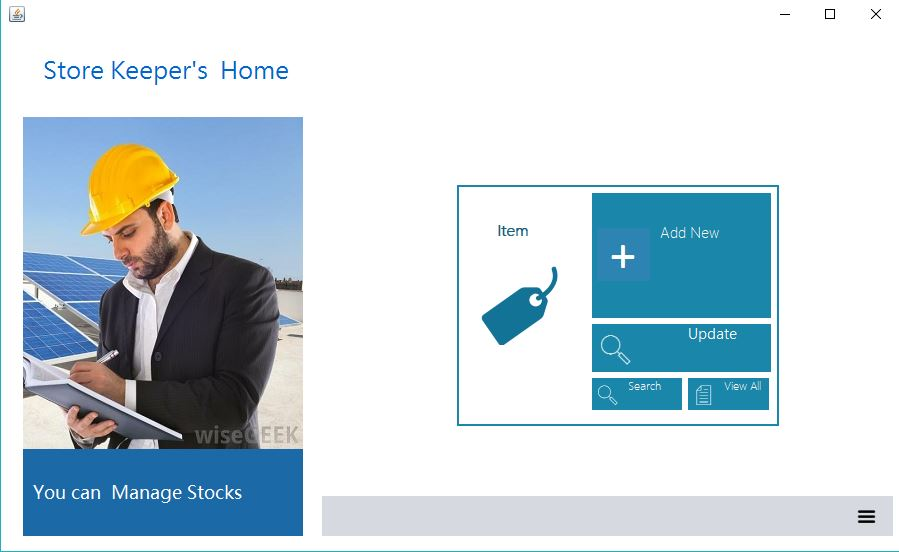 Store Keeper's  Home
Item
Add New
Update
Search
View All
wiseGEEK
You can  Manage Stocks